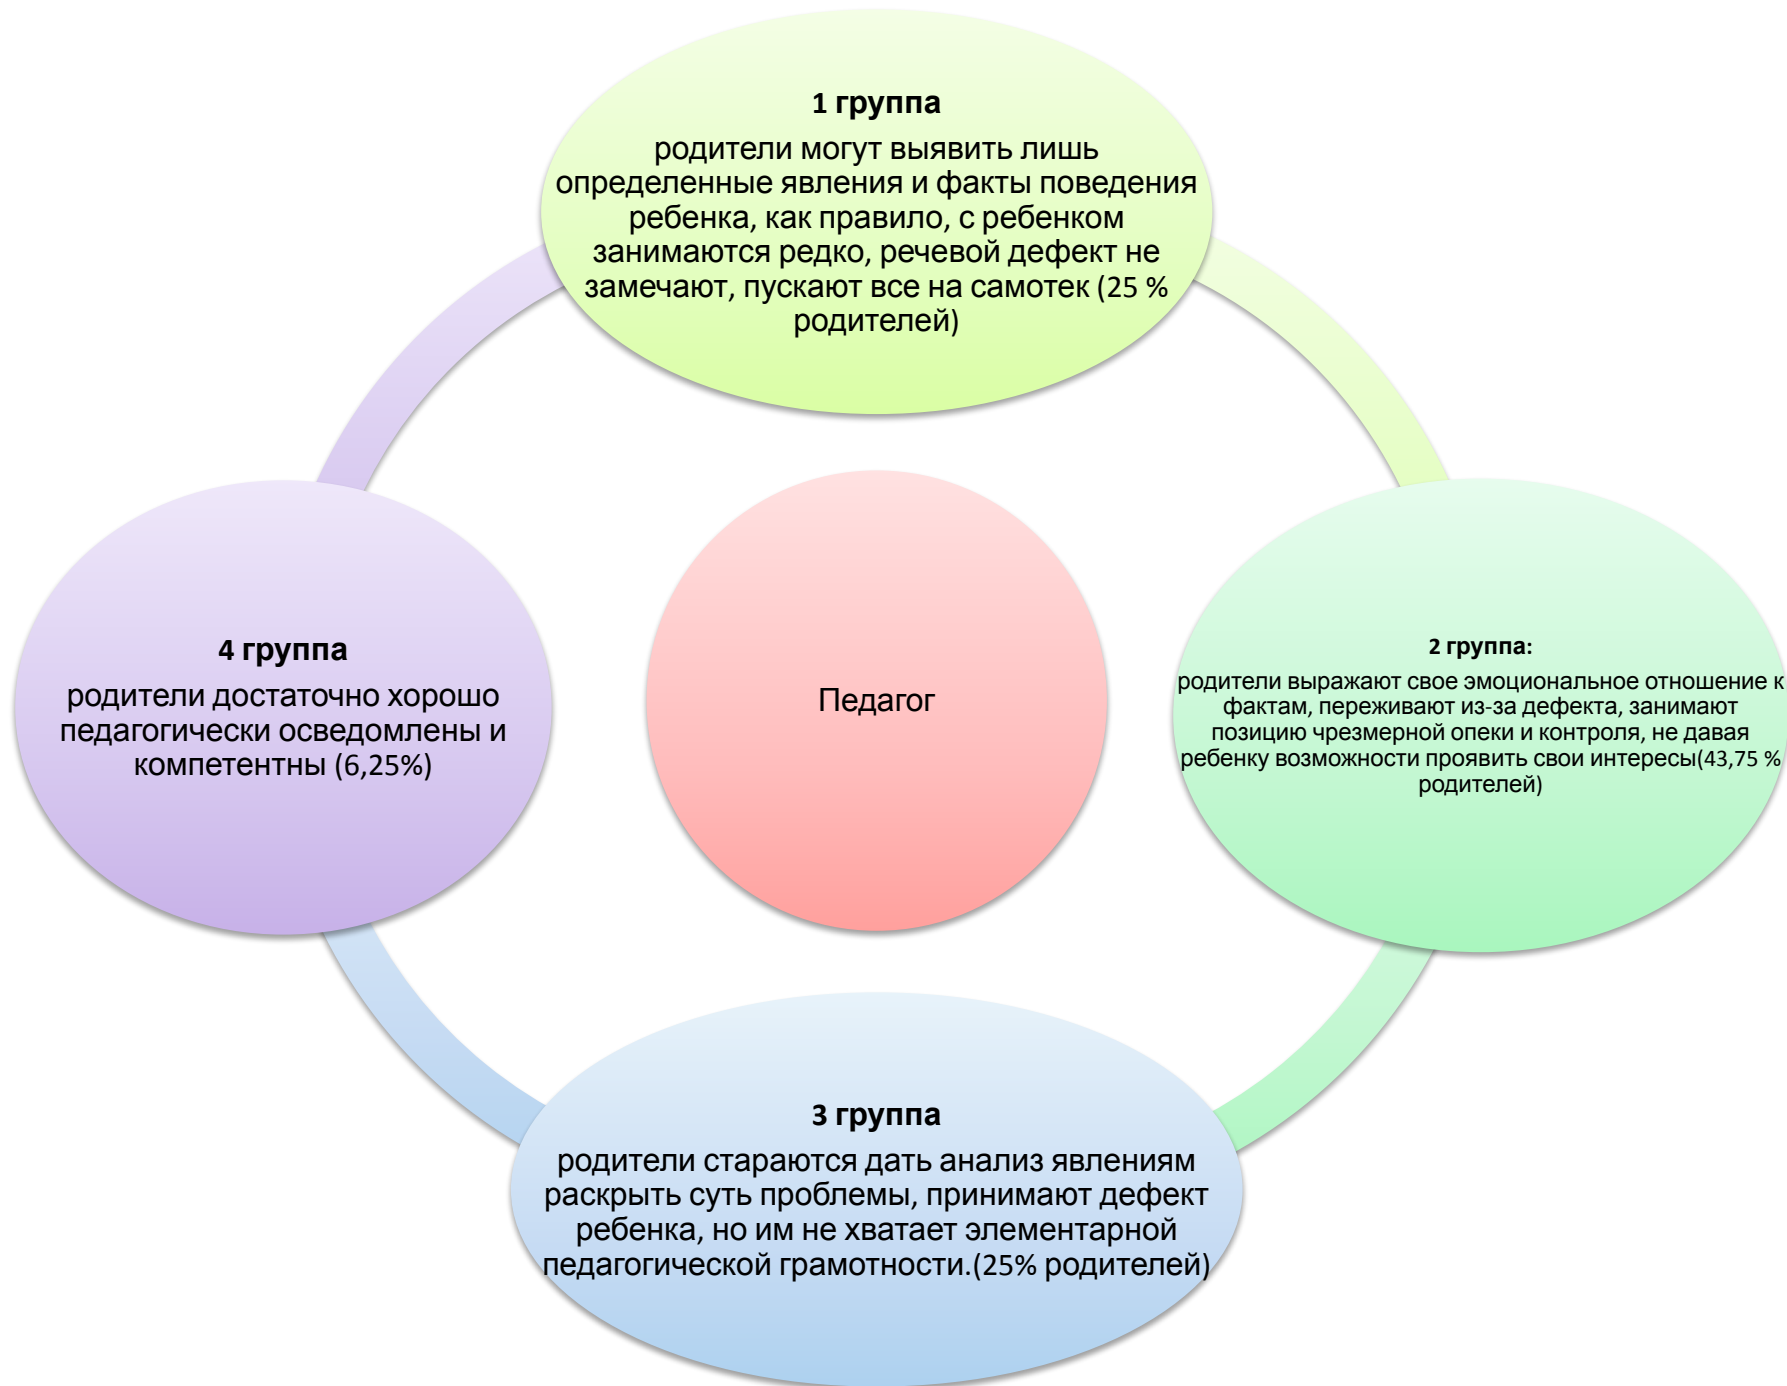 1 группа
родители могут выявить лишь
определенные явления и факты поведения
ребенка, как правило, с ребенком
занимаются редко, речевой дефект не
замечают, пускают все на самотек (25 %
родителей)
4 группа
родители достаточно хорошо
педагогически осведомлены и
компетентны (6,25%)
Педагог
2 группа:
родители выражают свое эмоциональное отношение к
фактам, переживают из-за дефекта, занимают
позицию чрезмерной опеки и контроля, не давая
ребенку возможности проявить свои интересы(43,75 %
родителей)
3 группа
родители стараются дать анализ явлениям
раскрыть суть проблемы, принимают дефект
ребенка, но им не хватает элементарной
педагогической грамотности.(25% родителей)